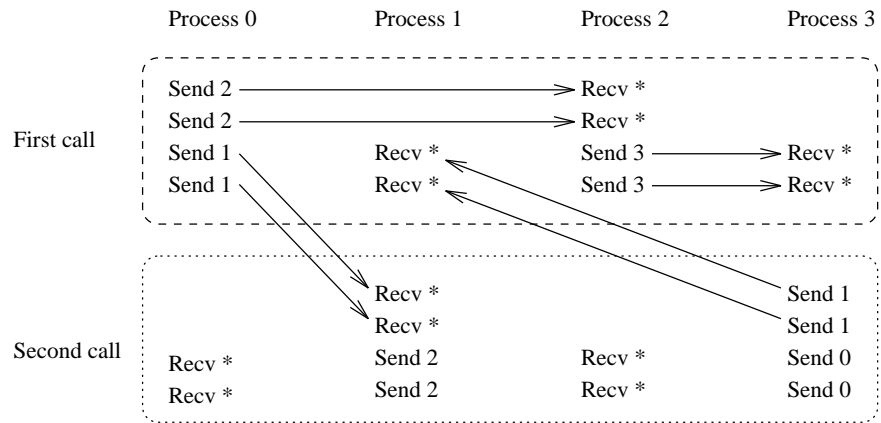 Process 0 Process 1 Process 2 Process 3
Send 2 Recv *
Send 2 Recv *
First call
Send 1 Recv * Send 3 Recv *
Send 1 Recv * Send 3 Recv *
Recv * Send 1
Recv * Send 1
Second call
Recv * Send 2 Recv * Send 0
Recv * Send 2 Recv * Send 0